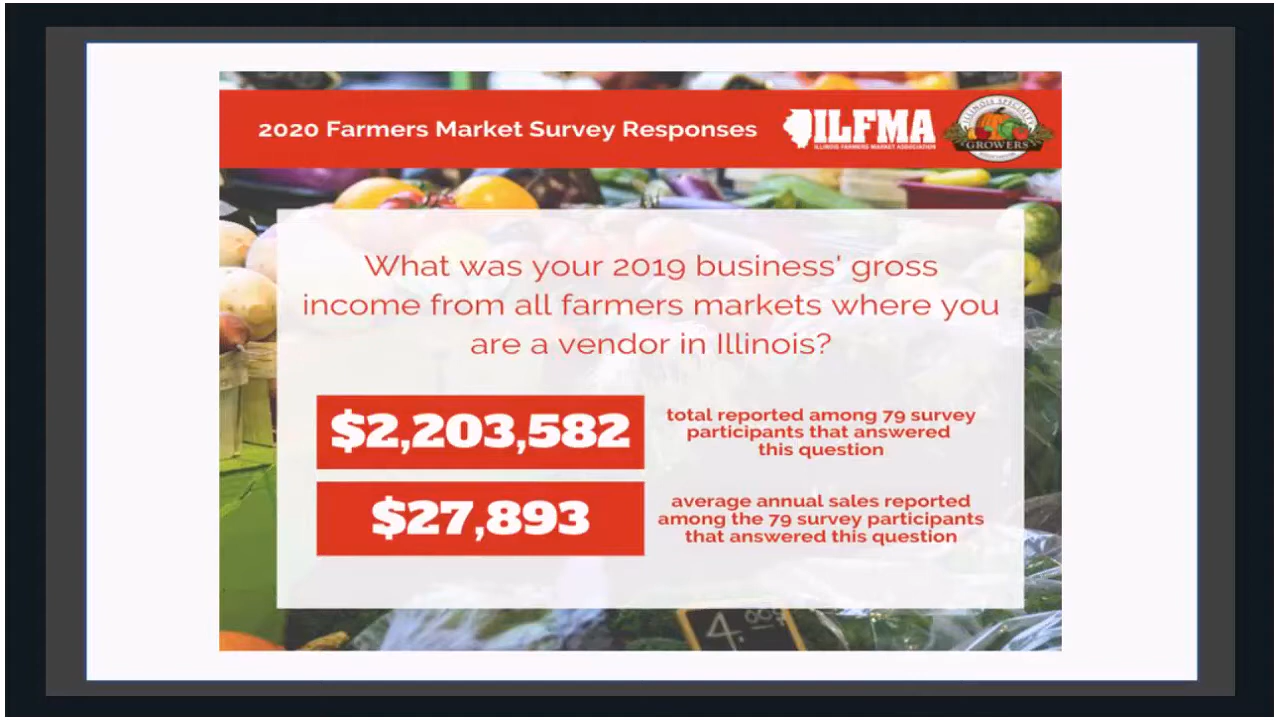 2020 Farmers Market Survey Responses
ILFMA
ILLINOIS FARMERS MARKET ASSOCIATION
ILLINOIS SPECIALTY
GROWERS
ASSOCIATION
What was your 2019 business' gross
income from all farmers markets where you
are a vendor in Illinois?
$2,203,582
total reported among 79 survey
participants that answered
this question
$27,893
average annual sales reported
among the 79 survey participants
that answered this question